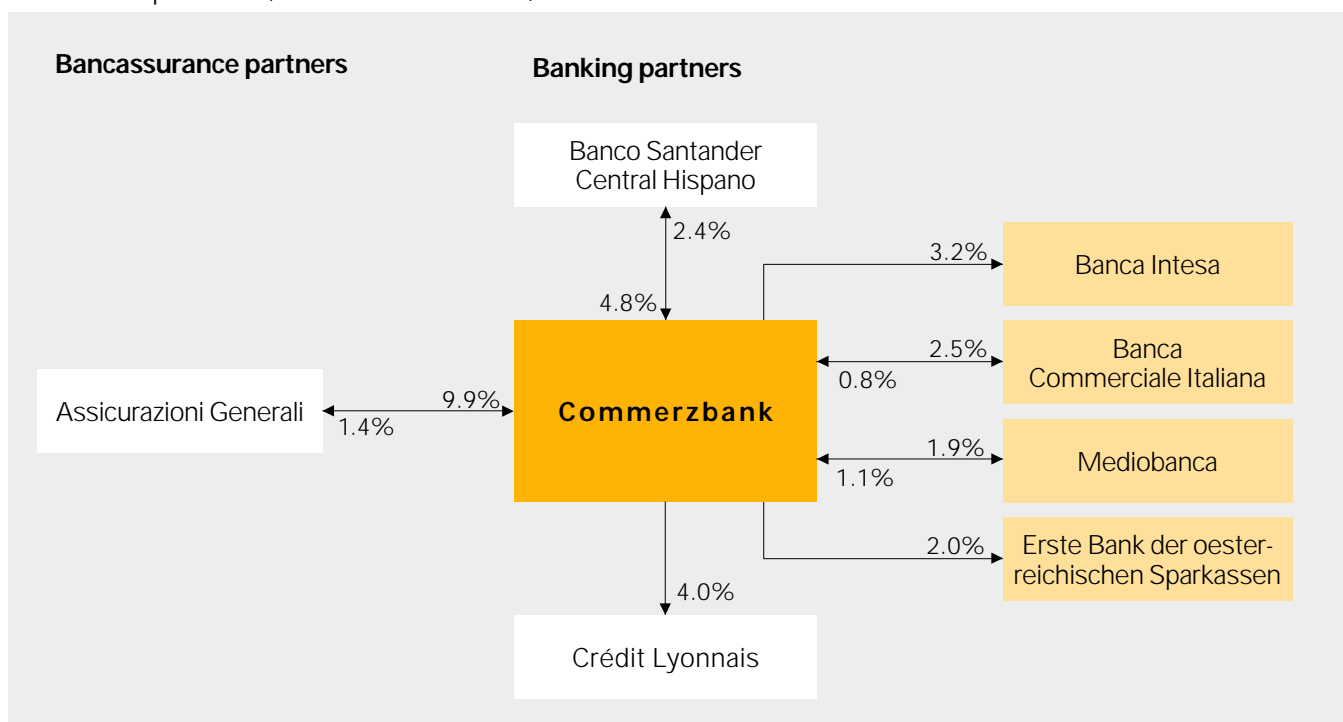 Bancassurance partners
Banking partners
Banco Santander
Central Hispano
2.4%
4.8%
3.2%
Banca Intesa
2.5%
0.8%
Banca
Commerciale Italiana
Assicurazioni Generali
9.9%
1.4%
Commerzbank
1.9%
1.1%
Mediobanca
2.0%
Erste Bank der oester-
reichischen Sparkassen
4.0%
Crédit Lyonnais